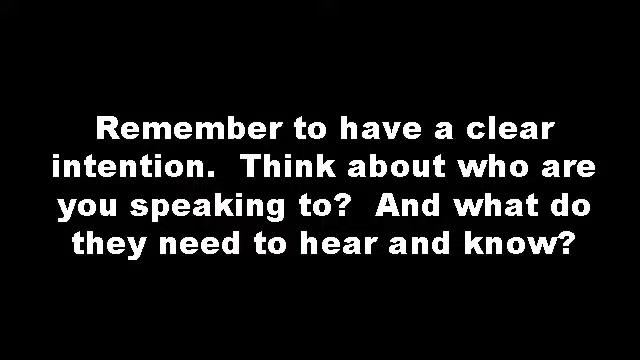 Remember to have a clear
intention.  Think about who are
you speaking to?  And what do
they need to hear and know?